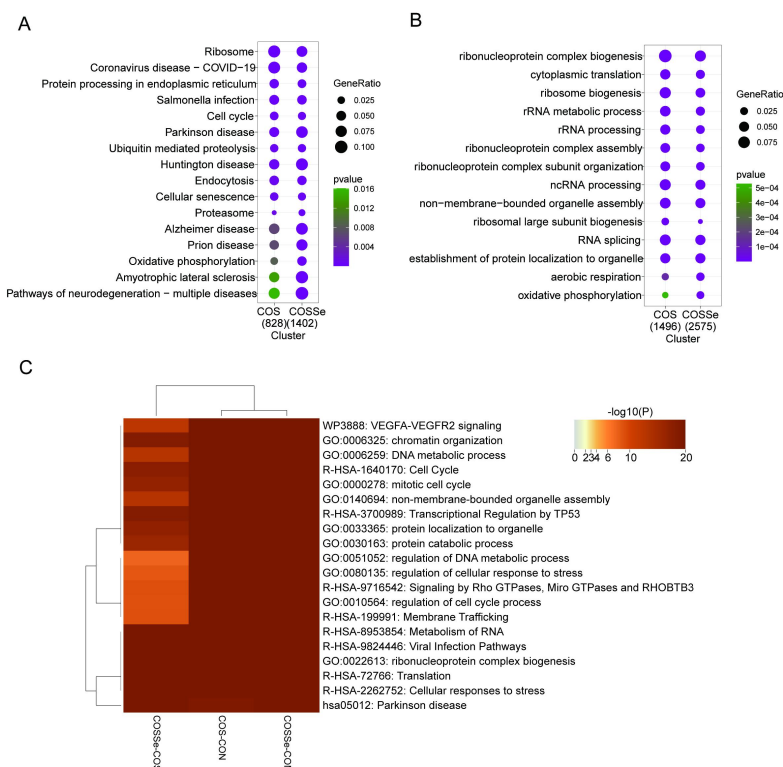 A
Ribosome
Coronavirus disease − COVID−19
Protein processing in endoplasmic reticulum
Salmonella infection
Cell cycle
Parkinson disease
Ubiquitin mediated proteolysis
Huntington disease
Endocytosis
Cellular senescence
Proteasome
Alzheimer disease
Prion disease
Oxidative phosphorylation
Amyotrophic lateral sclerosis
Pathways of neurodegeneration − multiple diseases
COS COSSe
(828)(1402)
Cluster
GeneRatio
0.025
0.050
0.075
0.100
pvalue
0.016
0.012
0.008
0.004
B
ribonucleoprotein complex biogenesis
cytoplasmic translation
ribosome biogenesis
rRNA metabolic process
rRNA processing
ribonucleoprotein complex assembly
ribonucleoprotein complex subunit organization
ncRNA processing
non−membrane−bounded organelle assembly
ribosomal large subunit biogenesis
RNA splicing
establishment of protein localization to organelle
aerobic respiration
oxidative phosphorylation
COS COSSe
(1496) (2575)
Cluster
GeneRatio
0.025
0.050
0.075
pvalue
5e−04
4e−04
3e−04
2e−04
1e−04
C
WP3888: VEGFA-VEGFR2 signaling
GO:0006325: chromatin organization
GO:0006259: DNA metabolic process
R-HSA-1640170: Cell Cycle
GO:0000278: mitotic cell cycle
GO:0140694: non-membrane-bounded organelle assembly
R-HSA-3700989: Transcriptional Regulation by TP53
GO:0033365: protein localization to organelle
GO:0030163: protein catabolic process
GO:0051052: regulation of DNA metabolic process
GO:0080135: regulation of cellular response to stress
R-HSA-9716542: Signaling by Rho GTPases, Miro GTPases and RHOBTB3
GO:0010564: regulation of cell cycle process
R-HSA-199991: Membrane Trafficking
R-HSA-8953854: Metabolism of RNA
R-HSA-9824446: Viral Infection Pathways
GO:0022613: ribonucleoprotein complex biogenesis
R-HSA-72766: Translation
R-HSA-2262752: Cellular responses to stress
hsa05012: Parkinson disease
COSSe-COS
COS-CON
COSSe-CON
-log10(P)
0 2 3 4 6 10 20